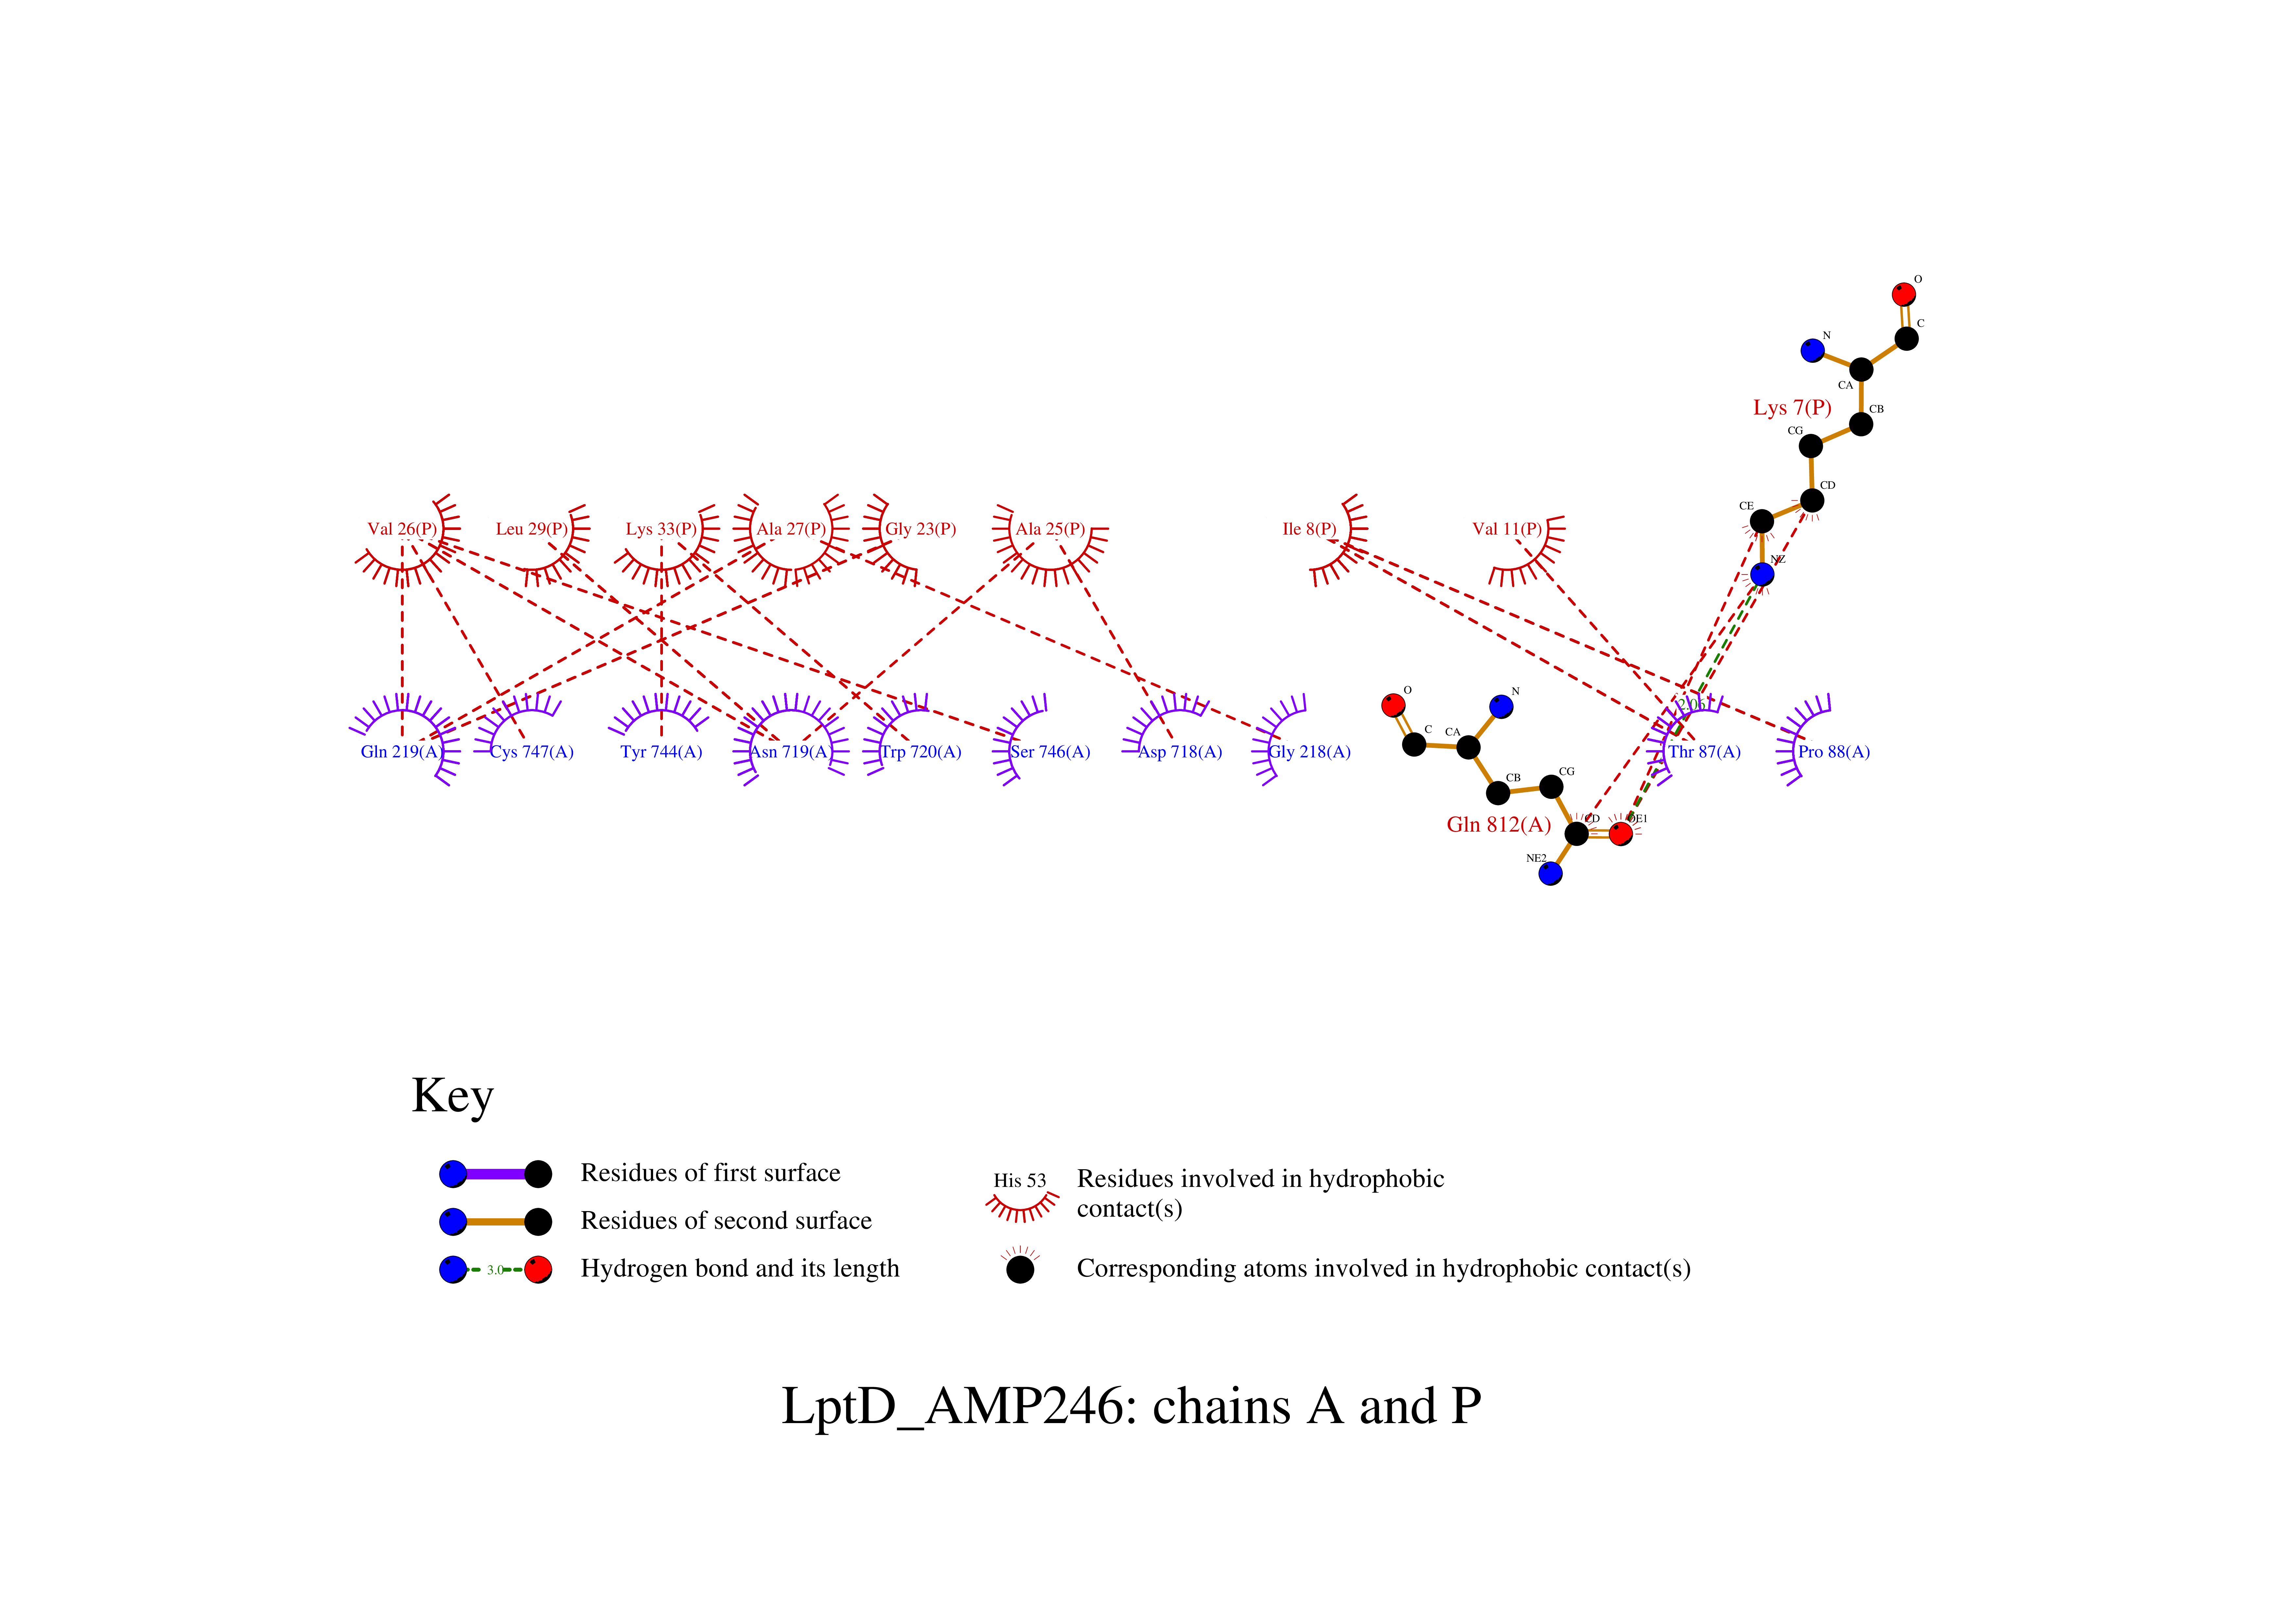 O
N
C
CA
Lys 7(P)
CB
CG
CD
CE
NZ
Val 26(P) Leu 29(P) Lys 33(P) Ala 27(P) Gly 23(P) Ala 25(P) Ile 8(P) Val 11(P)
O
N
C
CA
2.06
Gln 219(A) Cys 747(A) Tyr 744(A) Asn 719(A) Trp 720(A) Ser 746(A) Asp 718(A) Gly 218(A) Thr 87(A) Pro 88(A)
CB
CG
Gln 812(A)
CD
OE1
NE2
Key
Residues of first surface
Residues of second surface
3.0
Hydrogen bond and its length
His 53
Residues involved in hydrophobic
contact(s)
Corresponding atoms involved in hydrophobic contact(s)
LptD_AMP246: chains A and P